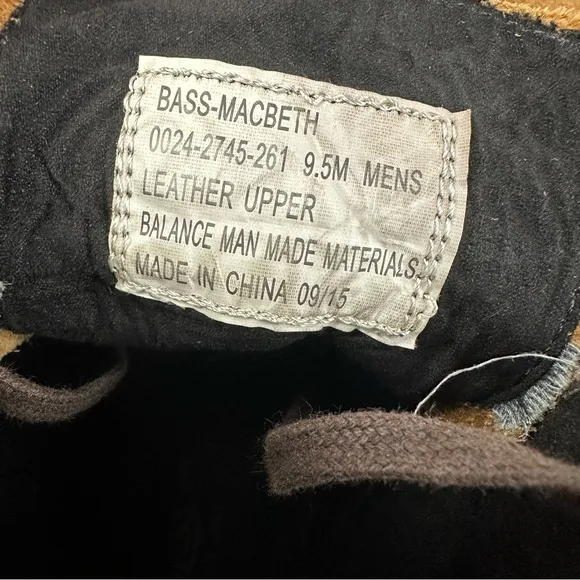 BASS-MACBETH
0024-2745-261 9.5M MENS
LEATHER UPPER
BALANCE MAN MADE MATERIALS.
MADE IN CHINA 09/15